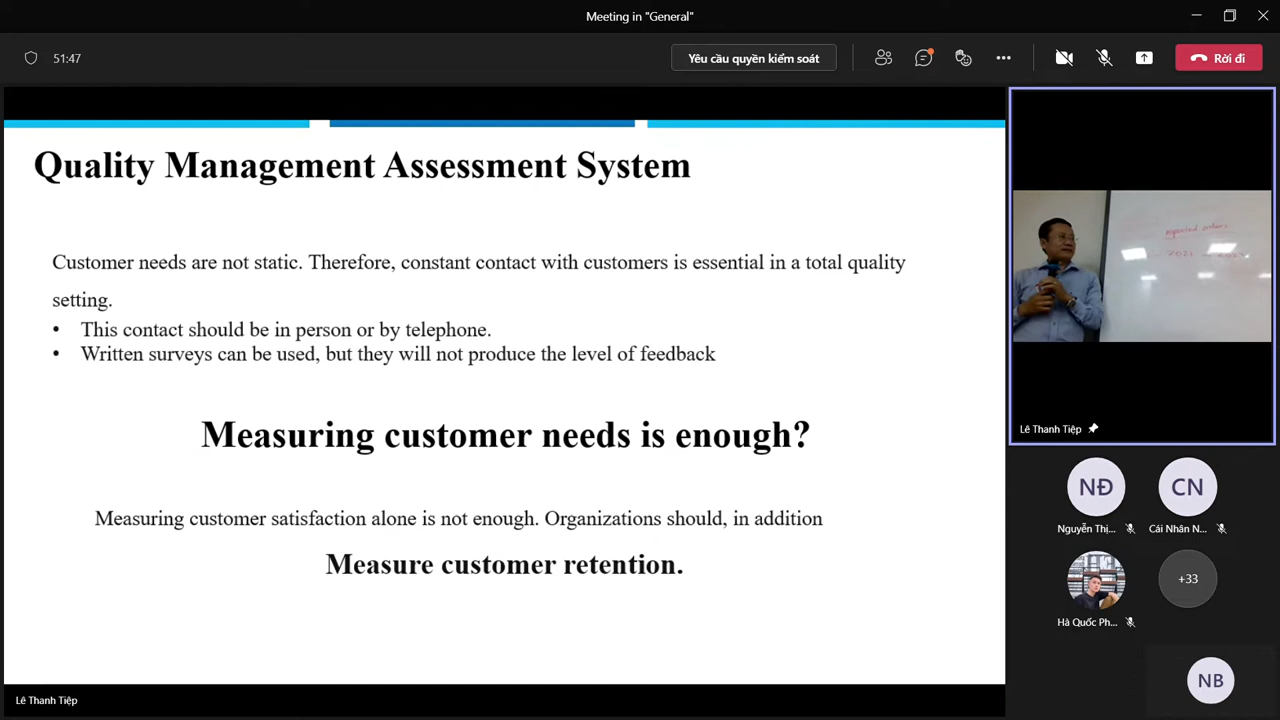 Meeting in "General"
51:47
Yêu cầu quyền kiểm soát
Rời đi
Quality Management Assessment System
Customer needs are not static. Therefore, constant contact with customers is essential in a total quality
setting.
• This contact should be in person or by telephone.
• Written surveys can be used, but they will not produce the level of feedback
Measuring customer needs is enough?
Measuring customer satisfaction alone is not enough. Organizations should, in addition
Measure customer retention.
Lê Thanh Tiệp
2021
Lê Thanh Tiệp
NĐ
CN
Nguyễn Thị...
Cái Nhân N...
+33
Hà Quốc Ph...
NB